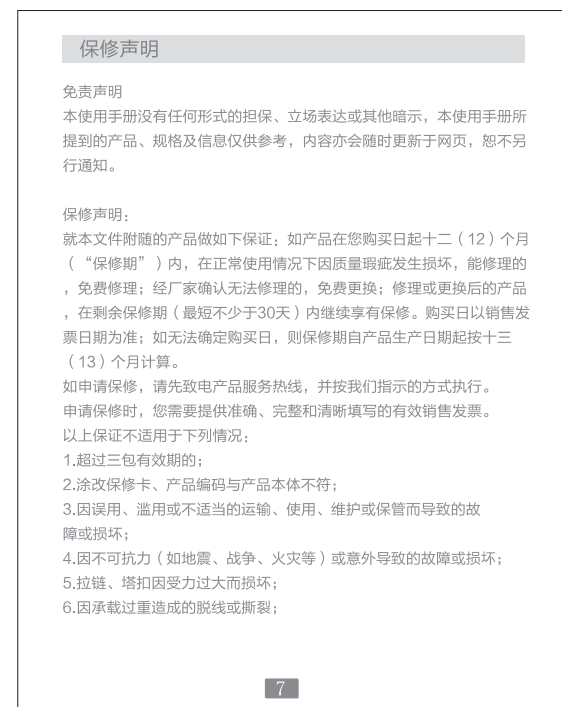 保修声明
免责声明
本使用手册没有任何形式的担保、立场表达或其他暗示，本使用手册所
提到的产品、规格及信息仅供参考，内容亦会随时更新于网页，恕不另
行通知。
保修声明：
就本文件附随的产品做如下保证：如产品在您购买日起十二（12）个月
（“保修期”）内，在正常使用情况下因质量瑕疵发生损坏，能修理的
，免费修理；经厂家确认无法修理的，免费更换；修理或更换后的产品
，在剩余保修期（最短不少于30天）内继续享有保修。购买日以销售发
票日期为准；如无法确定购买日，则保修期自产品生产日期起按十三
（13）个月计算。
如申请保修，请先致电产品服务热线，并按我们指示的方式执行。
申请保修时，您需要提供准确、完整和清晰填写的有效销售发票。
以上保证不适用于下列情况：
1.超过三包有效期的；
2.涂改保修卡、产品编码与产品本体不符；
3.因误用、滥用或不适当的运输、使用、维护或保管而导致的故
障或损坏；
4.因不可抗力（如地震、战争、火灾等）或意外导致的故障或损坏；
5.拉链、塔扣因受力过大而损坏；
6.因承载过重造成的脱线或撕裂；
7